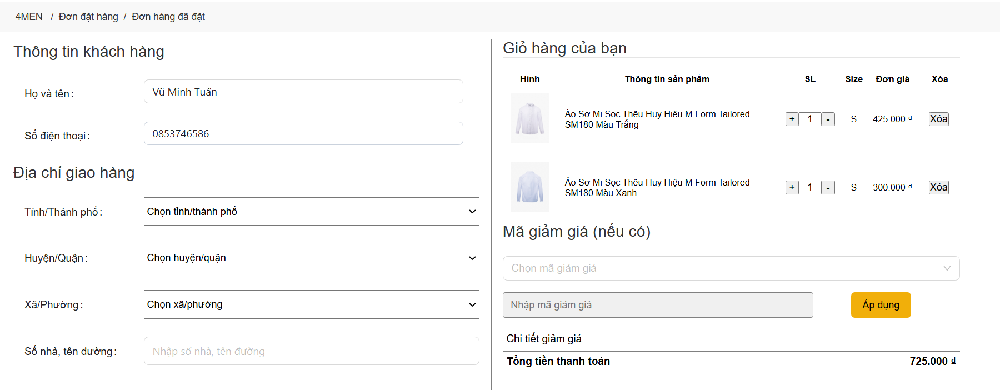 4MEN / Đơn đặt hàng / Đơn hàng đã đặt
Thông tin khách hàng
Họ và tên :
Vũ Minh Tuấn
Số điện thoại :
0853746586
Địa chỉ giao hàng
Tỉnh/Thành phố :
Chọn tỉnh/thành phố
Huyện/Quận :
Chọn huyện/quận
Xã/Phường :
Chọn xã/phường
Số nhà, tên đường :
Nhập số nhà, tên đường
Giỏ hàng của bạn
Hình Thông tin sản phẩm SL Size Đơn giá Xóa
Áo Sơ Mi Sọc Thêu Huy Hiệu M Form Tailored
SM180 Màu Trắng
+ 1 - S 425.000 ₫ Xóa
Áo Sơ Mi Sọc Thêu Huy Hiệu M Form Tailored
SM180 Màu Xanh
+ 1 - S 300.000 ₫ Xóa
Mã giảm giá (nếu có)
Chọn mã giảm giá
Nhập mã giảm giá
Áp dụng
Chi tiết giảm giá
Tổng tiền thanh toán 725.000 ₫